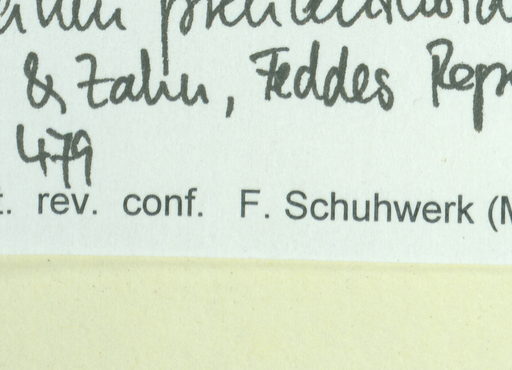 & Zahn, Feddes Rep
479
t. rev. conf. F. Schuhwerk (M